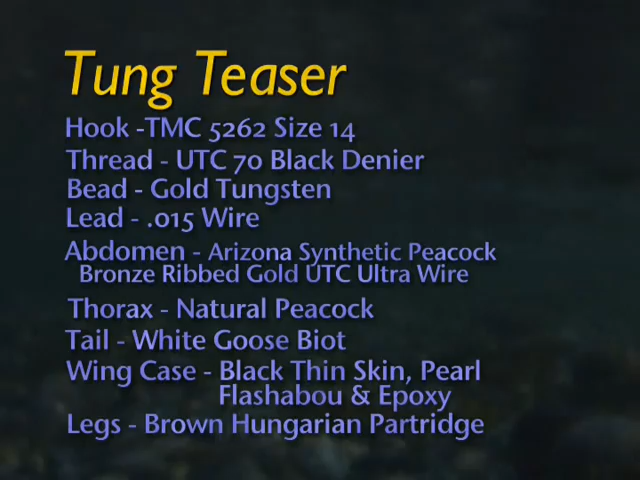 Tung Teaser
Hook -TMC 5262 Size 14
Thread - UTC 70 Black Denier
Bead - Gold Tungsten
Lead - .015 Wire
Abdomen - Arizona Synthetic Peacock
Bronze Ribbed Gold UTC Ultra Wire
Thorax - Natural Peacock
Tail - White Goose Biot
Wing Case - Black Thin Skin, Pearl
Flashabou & Epoxy
Legs - Brown Hungarian Partridge